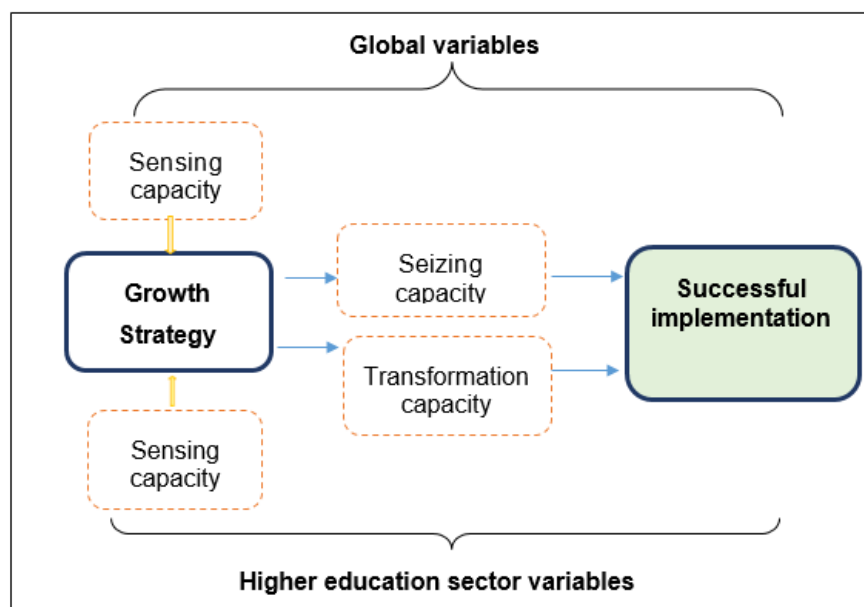 Global variables
Sensing
capacity
Growth
Strategy
Sensing
capacity
Seizing
capacity
Transformation
capacity
Successful
implementation
Higher education sector variables